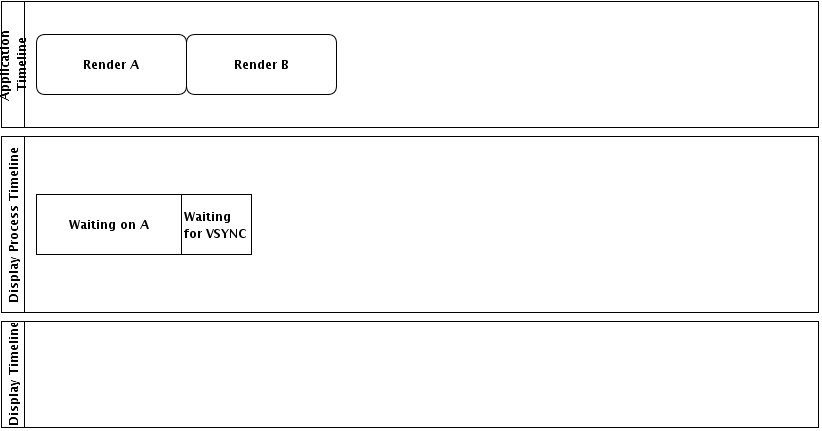 Application
Timeline
Render A
Render B
Display Process Timeline
Waiting on A
Waiting
for VSYNC
Display Timeline